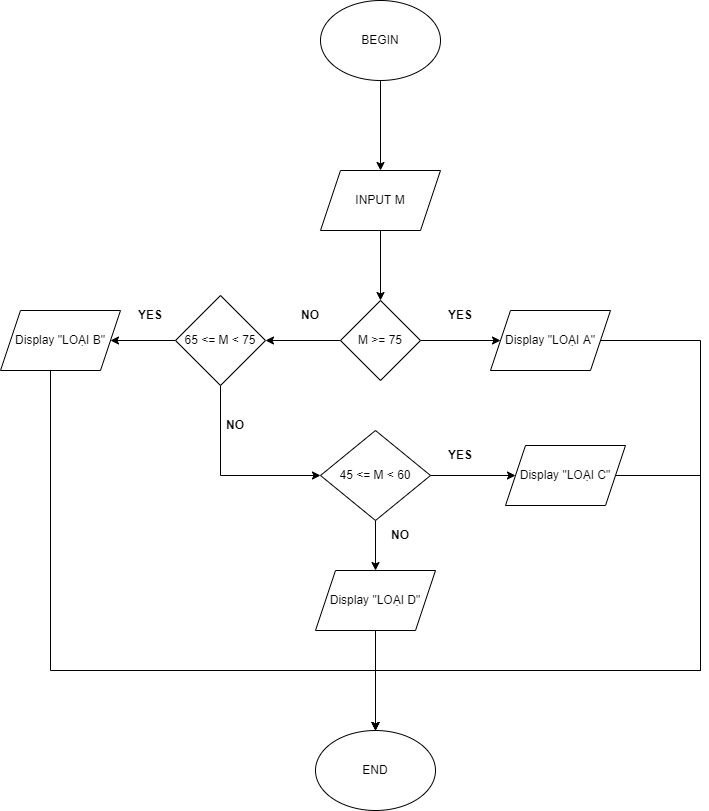 BEGIN
INPUT M
M >= 75
NO
YES
65 <= M < 75
YES
Display "LOẠI B"
Display "LOẠI A"
NO
45 <= M < 60
YES
Display "LOẠI C"
NO
Display "LOẠI D"
END